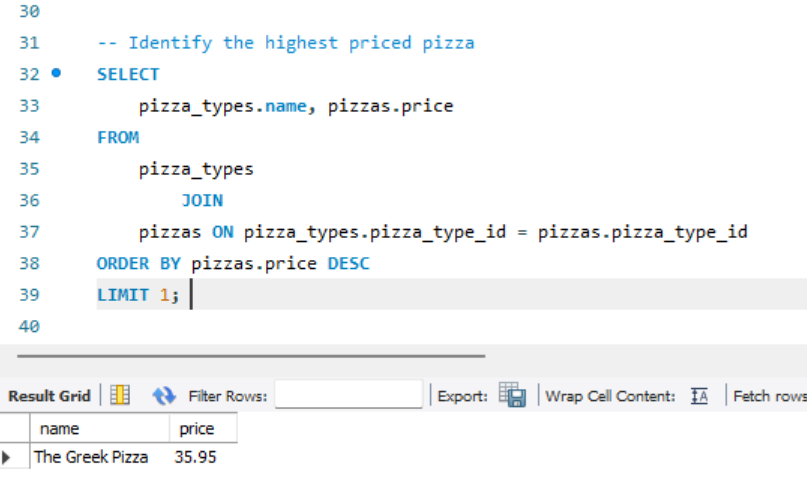 30
31 -- Identify the highest priced pizza
32 SELECT
33 pizza_types.name, pizzas.price
34 FROM
35 pizza_types
36 JOIN
37 pizzas ON pizza_types.pizza_type_id = pizzas.pizza_type_id
38 ORDER BY pizzas.price DESC
39 LIMIT 1;
40
Result Grid Filter Rows: Export: Wrap Cell Content: Fetch rows
name price
The Greek Pizza 35.95